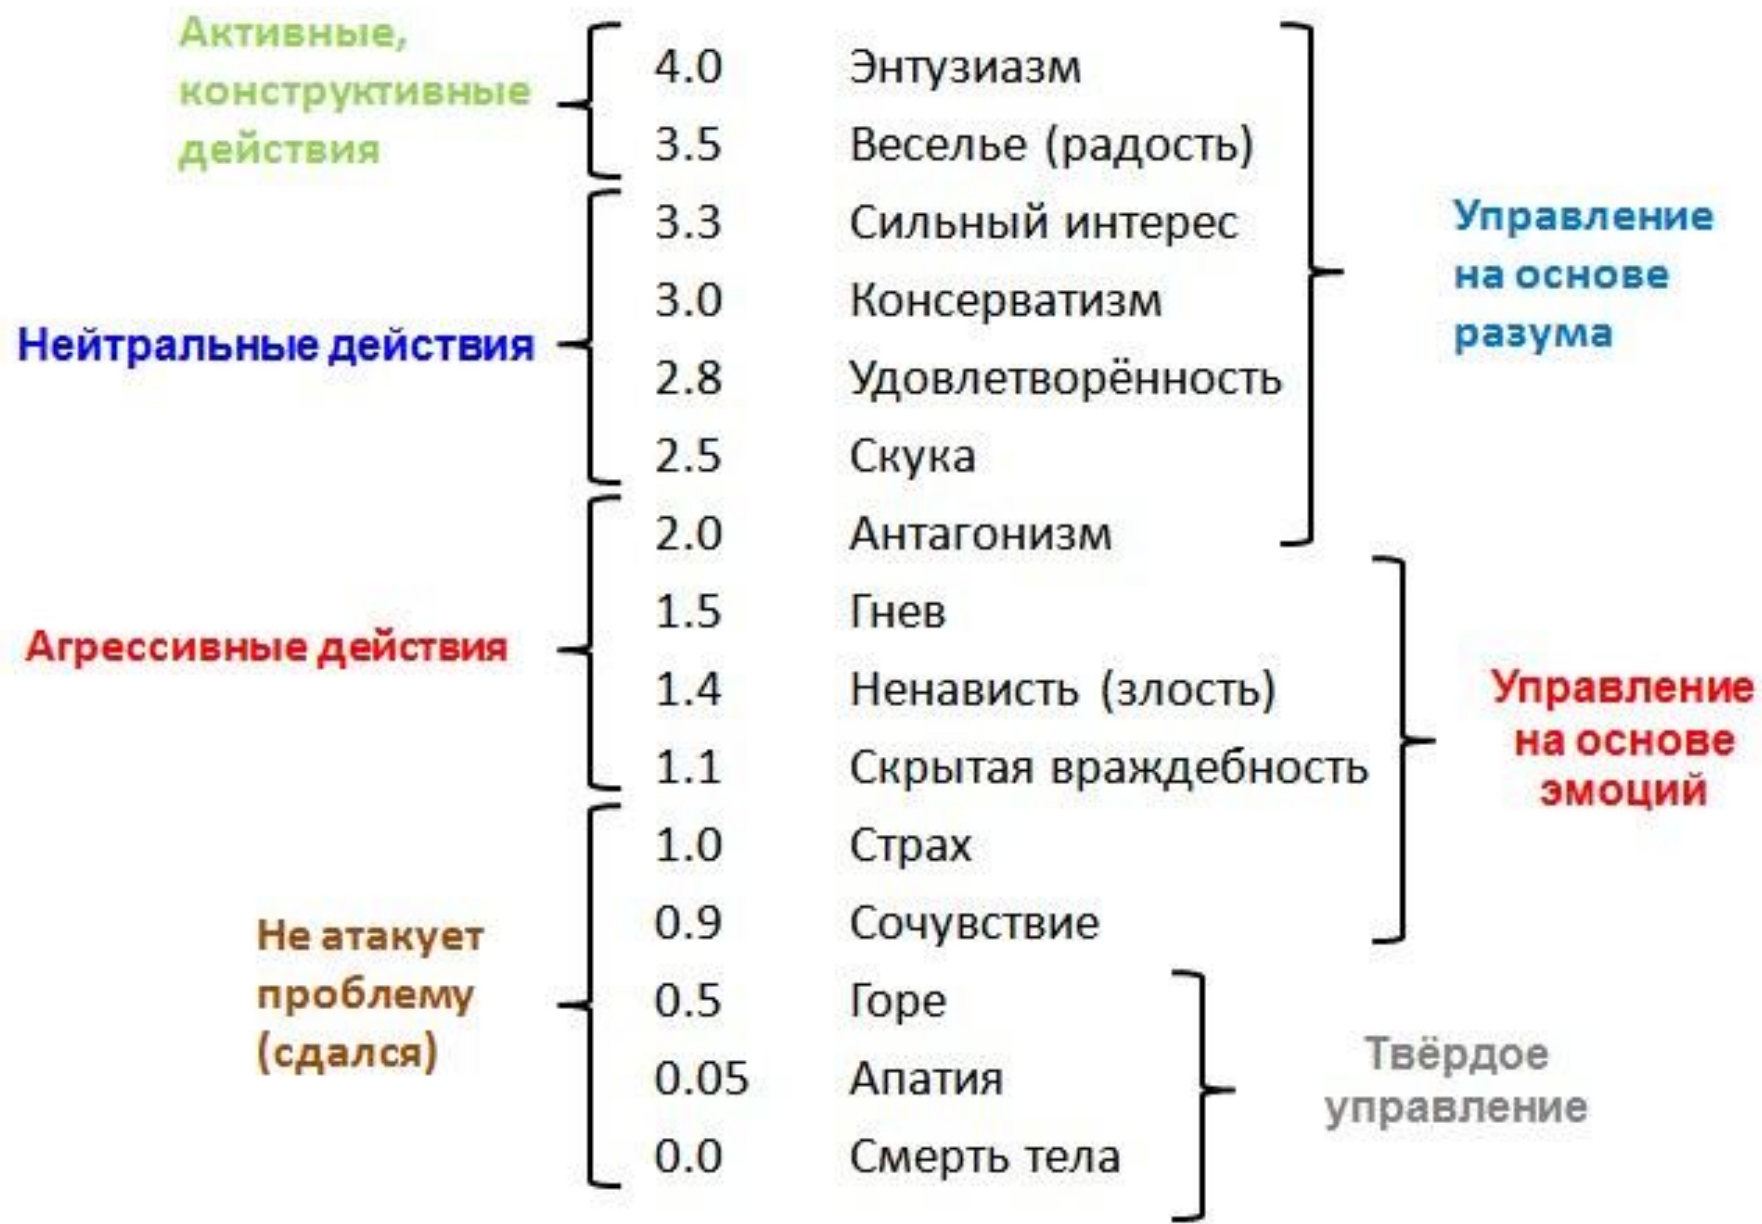 Активные,
конструктивные
действия
4.0 Энтузиазм
3.5 Веселье (радость)
3.3 Сильный интерес
3.0 Консерватизм
2.8 Удовлетворённость
2.5 Скука
2.0 Антагонизм
1.5 Гнев
1.4 Ненависть (злость)
1.1 Скрытая враждебность
1.0 Страх
0.9 Сочувствие
0.5 Горе
0.05 Апатия
0.0 Смерть тела
Нейтральные действия
Агрессивные действия
Не атакует
проблему
(сдался)
Управление
на основе
разума
Управление
на основе
эмоций
Твёрдое
управление